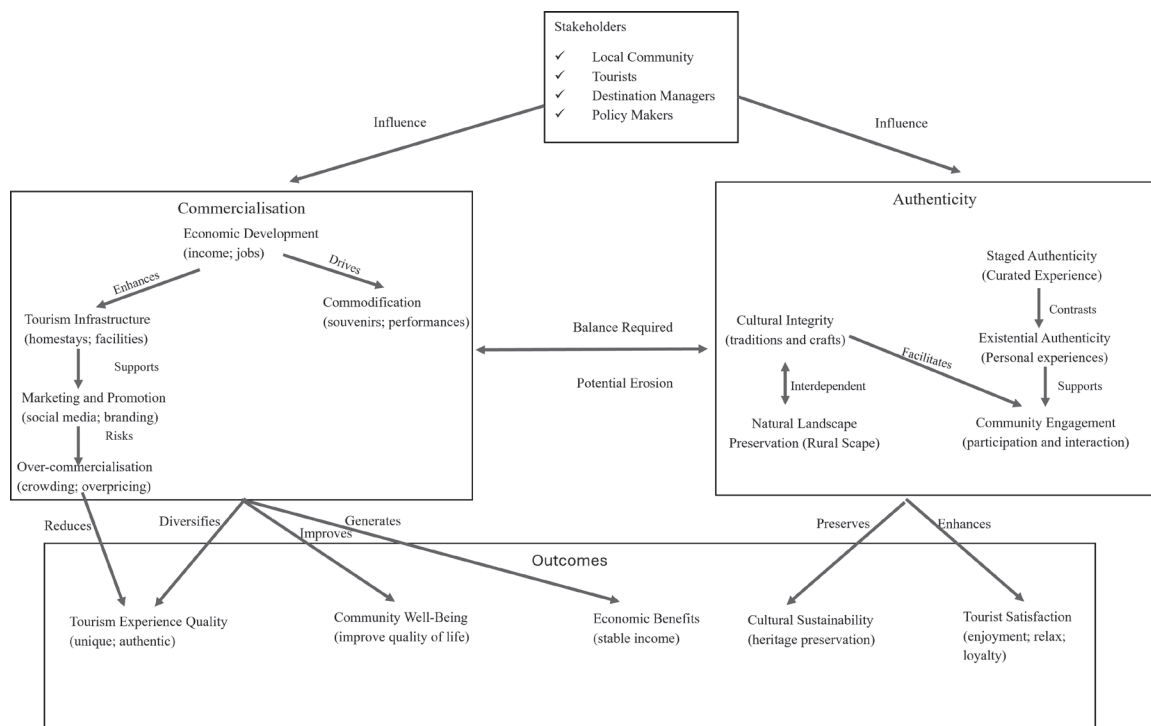 Stakeholders
✓ Local Community
✓ Tourists
✓ Destination Managers
✓ Policy Makers
Influence
Influence
Commercialisation
Economic Development
(income; jobs)
Enhances
Drives
Tourism Infrastructure
(homestays; facilities)
Commodification
(souvenirs; performances)
Supports
Marketing and Promotion
(social media; branding)
Risks
Over-commercialisation
(crowding; overpricing)
Balance Required
Potential Erosion
Authenticity
Staged Authenticity
(Curated Experience)
Contrasts
Cultural Integrity
(traditions and crafts)
Existential Authenticity
(Personal experiences)
Facilitates
Interdependent
Supports
Natural Landscape
Preservation (Rural Scape)
Community Engagement
(participation and interaction)
Reduces
Diversifies
Improves
Generates
Preserves
Enhances
Outcomes
Tourism Experience Quality
(unique; authentic)
Community Well-Being
(improve quality of life)
Economic Benefits
(stable income)
Cultural Sustainability
(heritage preservation)
Tourist Satisfaction
(enjoyment; relax;
loyalty)